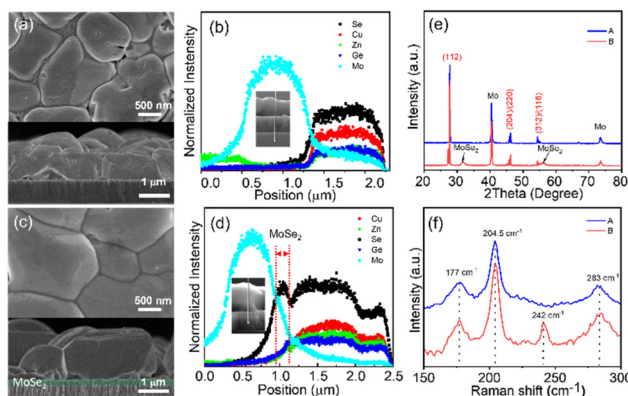 (a)
500 nm
1 μm
(b)
Normalized Instensity
Se
Cu
Zn
Ge
Mo
0.0 0.5 1.0 1.5 2.0
Position (μm)
(e)
Intensity (a.u.)
A
B
(112)
Mo
(204)/(220)
(312)/(116)
Mo
MoSe2
MoSe2
20 30 40 50 60 70 80
2Theta (Degree)
(c)
500 nm
MoSe2
1 μm
(d)
Normalized Instensity
MoSe2
Cu
Zn
Se
Ge
Mo
0.0 0.5 1.0 1.5 2.0 2.5
Position (μm)
(f)
Intensity (a.u.)
A
B
177 cm-1
204.5 cm-1
242 cm-1
283 cm-1
150 200 250 300
Raman shift (cm-1)